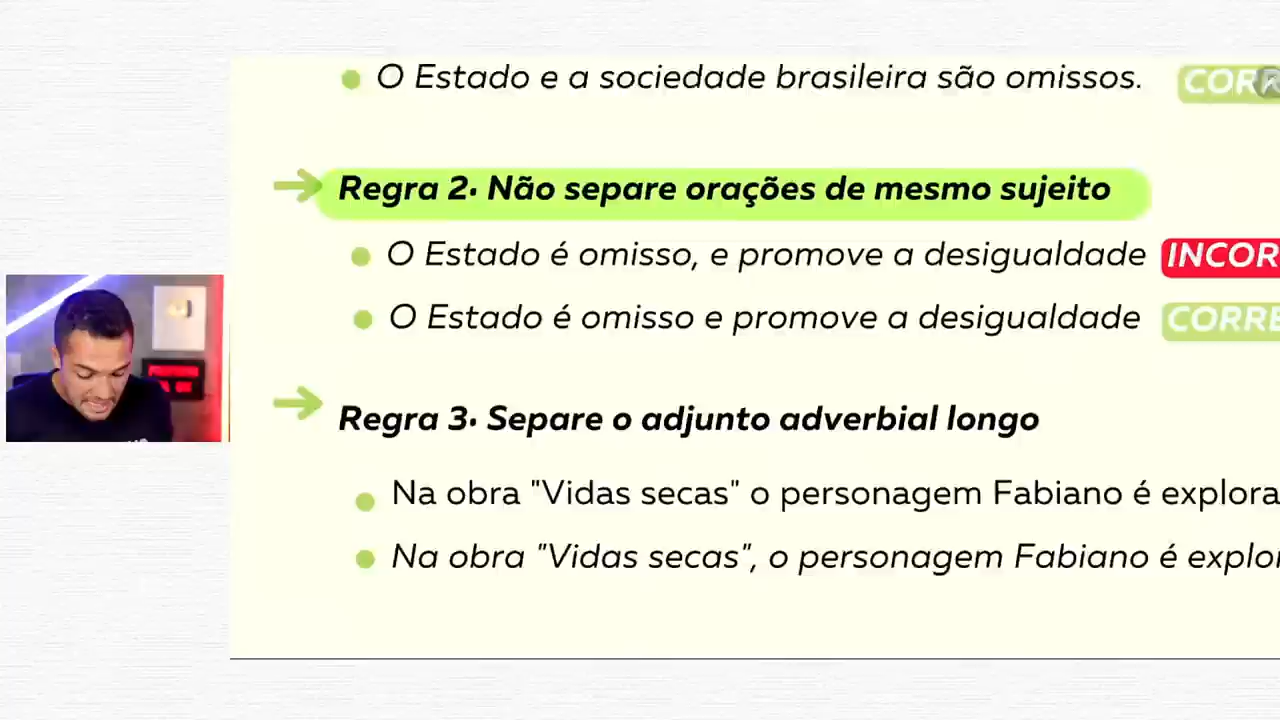 O Estado e a sociedade brasileira são omissos. CORR
Regra 2. Não separe orações de mesmo sujeito
O Estado é omisso, e promove a desigualdade INCOR
O Estado é omisso e promove a desigualdade CORRE
Regra 3. Separe o adjunto adverbial longo
Na obra "Vidas secas" o personagem Fabiano é explora
Na obra "Vidas secas", o personagem Fabiano é explor